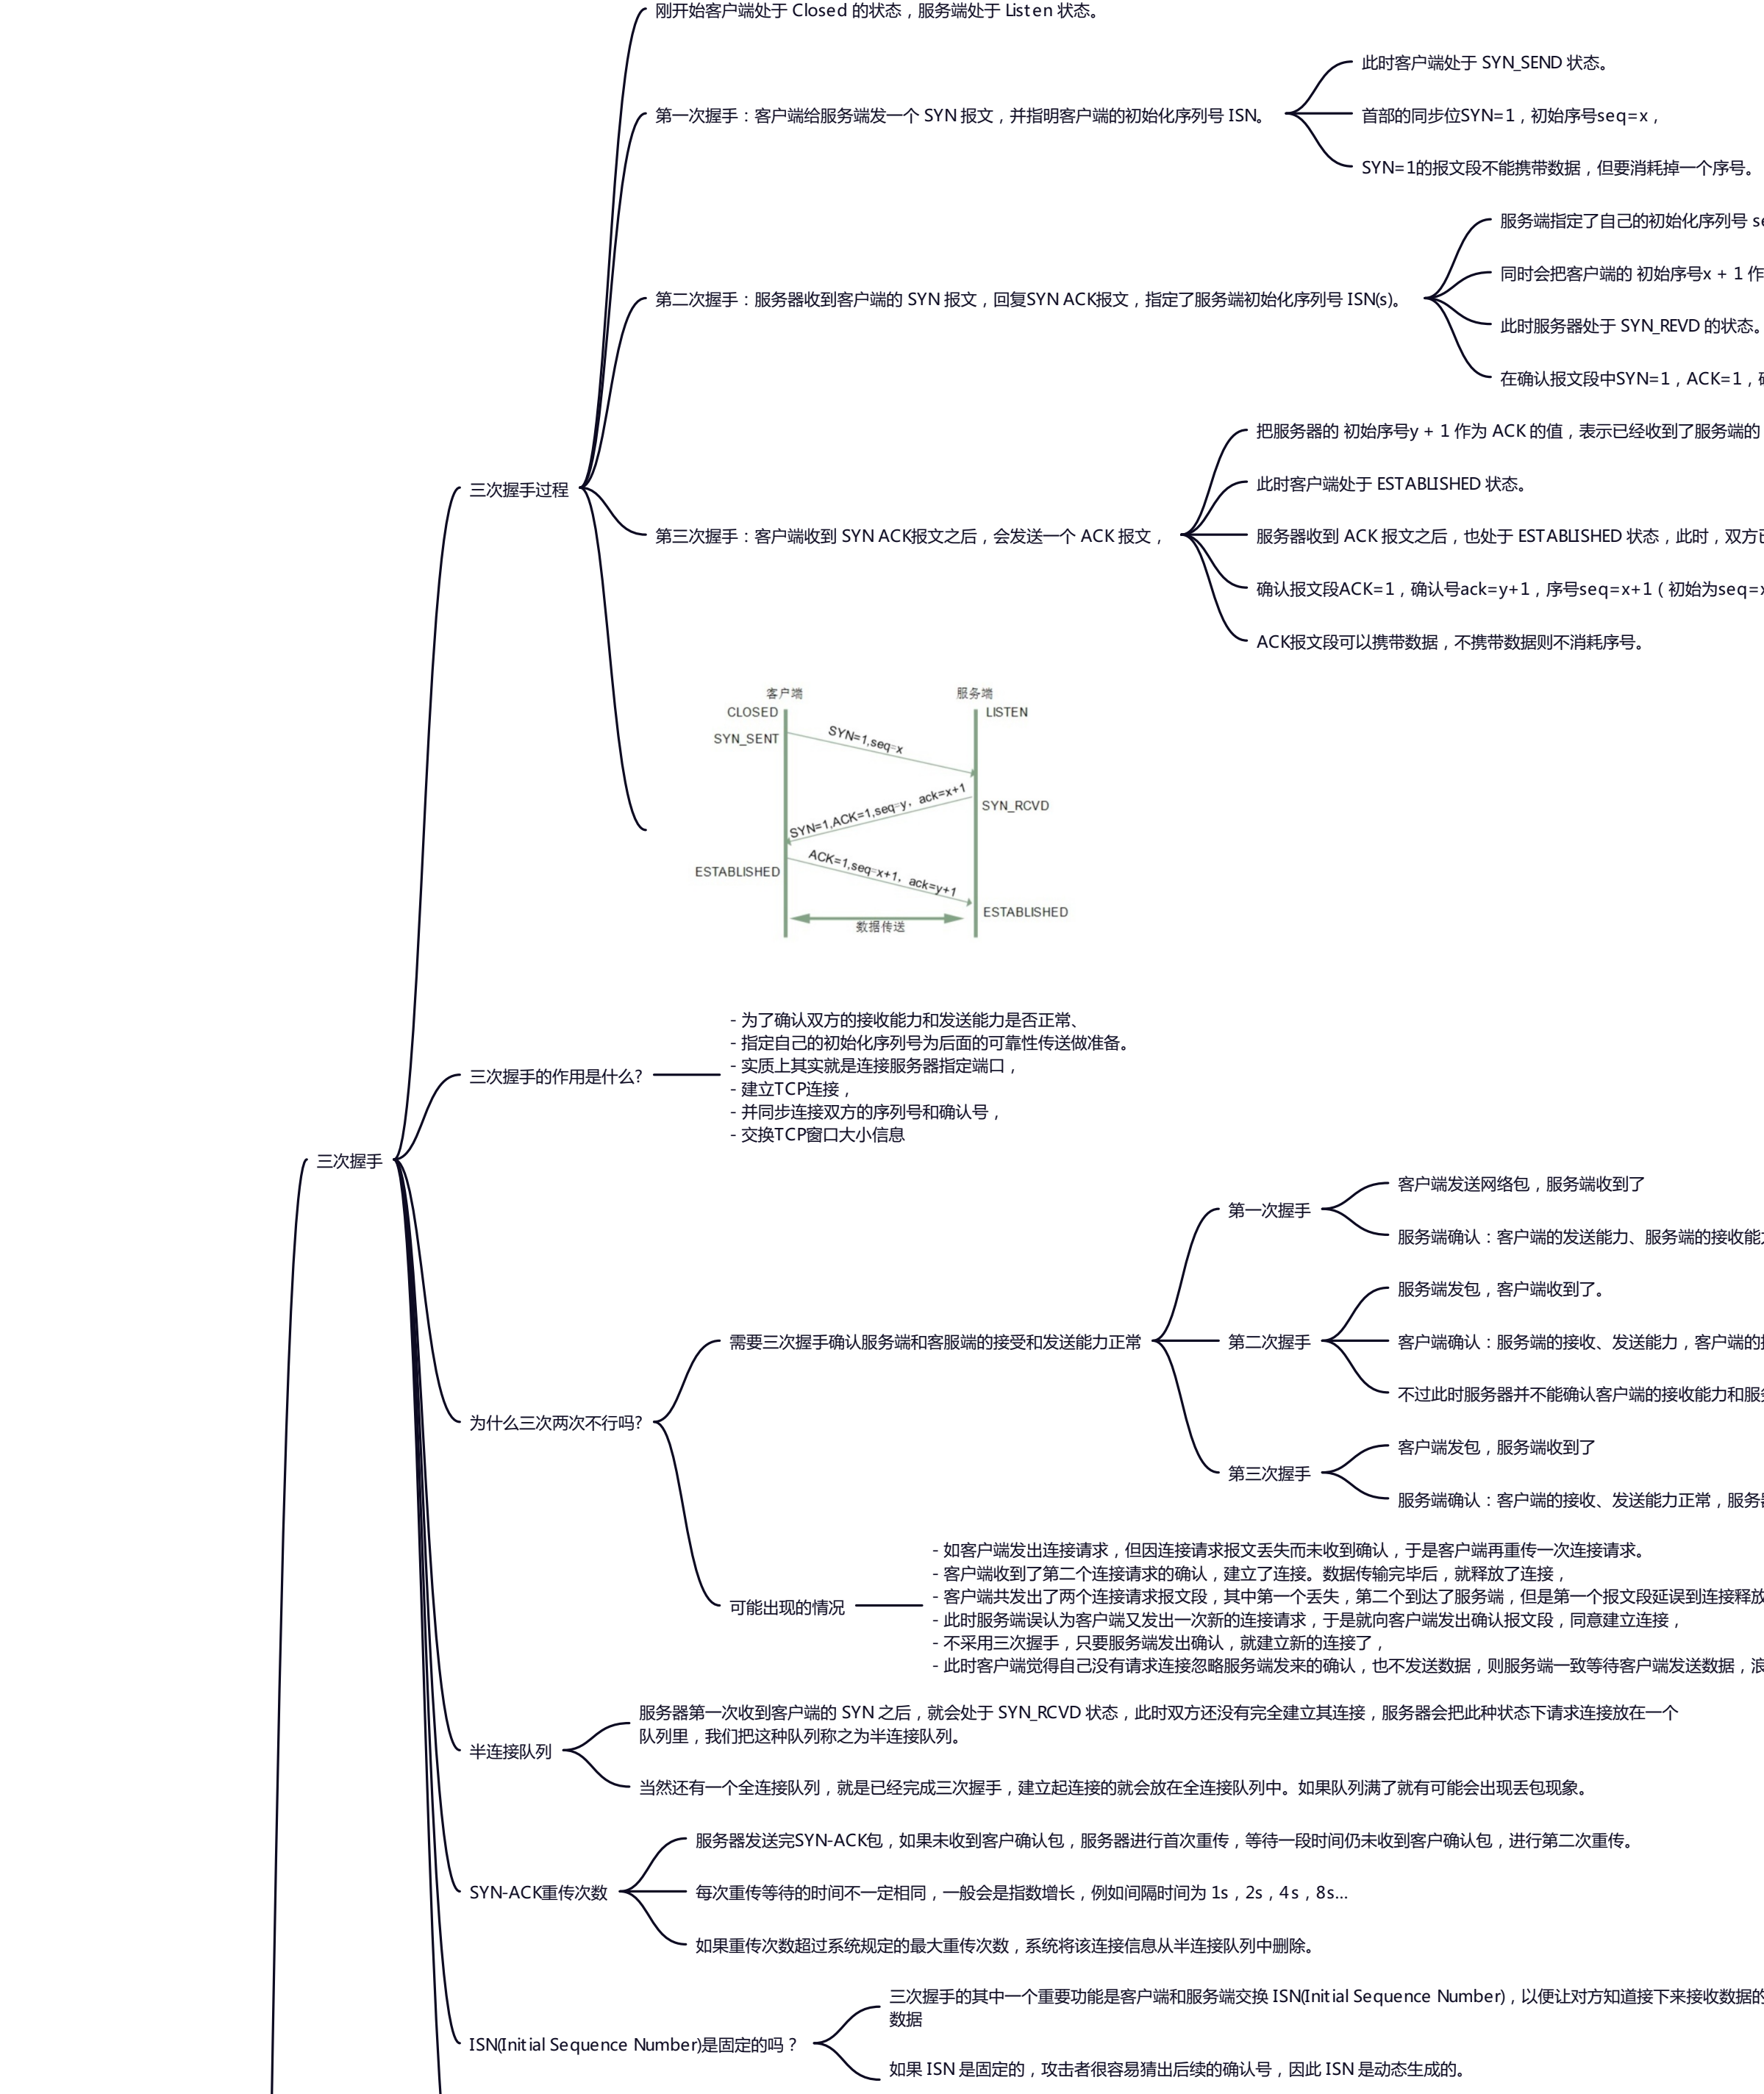 刚开始客户端处于 Closed 的状态，服务端处于 Listen 状态。
第一次握手：客户端给服务端发一个 SYN 报文，并指明客户端的初始化序列号 ISN。
此时客户端处于 SYN_SEND 状态。
首部的同步位SYN=1，初始序号seq=x，
SYN=1的报文段不能携带数据，但要消耗掉一个序号。
第二次握手：服务器收到客户端的 SYN 报文，回复SYN ACK报文，指定了服务端初始化序列号 ISN(s)。
服务端指定了自己的初始化序列号
同时会把客户端的 初始序号x + 1 作
此时服务器处于 SYN_REVD 的状态。
在确认报文段中SYN=1，ACK=1，
三次握手过程
第三次握手：客户端收到 SYN ACK报文之后，会发送一个 ACK 报文，
把服务器的 初始序号y + 1 作为 ACK 的值，表示已经收到了服务端的
此时客户端处于 ESTABLISHED 状态。
服务器收到 ACK 报文之后，也处于 ESTABLISHED 状态，此时，双方已
确认报文段ACK=1，确认号ack=y+1，序号seq=x+1（初始为seq=x
ACK报文段可以携带数据，不携带数据则不消耗序号。
客户端
服务端
CLOSED
LISTEN
SYN_SENT
SYN=1,seq=x
SYN=1,ACK=1,seq=y，ack=x+1
SYN_RCVD
ACK=1,seq=x+1，ack=y+1
ESTABLISHED
ESTABLISHED
数据传送
三次握手
三次握手的作用是什么?
- 为了确认双方的接收能力和发送能力是否正常、
- 指定自己的初始化序列号为后面的可靠性传送做准备。
- 实质上其实就是连接服务器指定端口，
- 建立TCP连接，
- 并同步连接双方的序列号和确认号，
- 交换TCP窗口大小信息
为什么三次两次不行吗?
需要三次握手确认服务端和客服端的接受和发送能力正常
第一次握手
客户端发送网络包，服务端收到了
服务端确认：客户端的发送能力、服务端的接收能力
第二次握手
服务端发包，客户端收到了。
客户端确认：服务端的接收、发送能力，客户端的接
不过此时服务器并不能确认客户端的接收能力和服务
第三次握手
客户端发包，服务端收到了
服务端确认：客户端的接收、发送能力正常，服务器
可能出现的情况
- 如客户端发出连接请求，但因连接请求报文丢失而未收到确认，于是客户端再重传一次连接请求。
- 客户端收到了第二个连接请求的确认，建立了连接。数据传输完毕后，就释放了连接，
- 客户端共发出了两个连接请求报文段，其中第一个丢失，第二个到达了服务端，但是第一个报文段延误到连接释放
- 此时服务端误认为客户端又发出一次新的连接请求，于是就向客户端发出确认报文段，同意建立连接，
- 不采用三次握手，只要服务端发出确认，就建立新的连接了，
- 此时客户端觉得自己没有请求连接忽略服务端发来的确认，也不发送数据，则服务端一致等待客户端发送数据，浪
半连接队列
服务器第一次收到客户端的 SYN 之后，就会处于 SYN_RCVD 状态，此时双方还没有完全建立其连接，服务器会把此种状态下请求连接放在一个
队列里，我们把这种队列称之为半连接队列。
当然还有一个全连接队列，就是已经完成三次握手，建立起连接的就会放在全连接队列中。如果队列满了就有可能会出现丢包现象。
SYN-ACK重传次数
服务器发送完SYN-ACK包，如果未收到客户确认包，服务器进行首次重传，等待一段时间仍未收到客户确认包，进行第二次重传。
每次重传等待的时间不一定相同，一般会是指数增长，例如间隔时间为 1s，2s，4s，8s...
如果重传次数超过系统规定的最大重传次数，系统将该连接信息从半连接队列中删除。
ISN(Initial Sequence Number)是固定的吗？
三次握手的其中一个重要功能是客户端和服务端交换 ISN(Initial Sequence Number)，以便让对方知道接下来接收数据的
数据
如果 ISN 是固定的，攻击者很容易猜出后续的确认号，因此 ISN 是动态生成的。